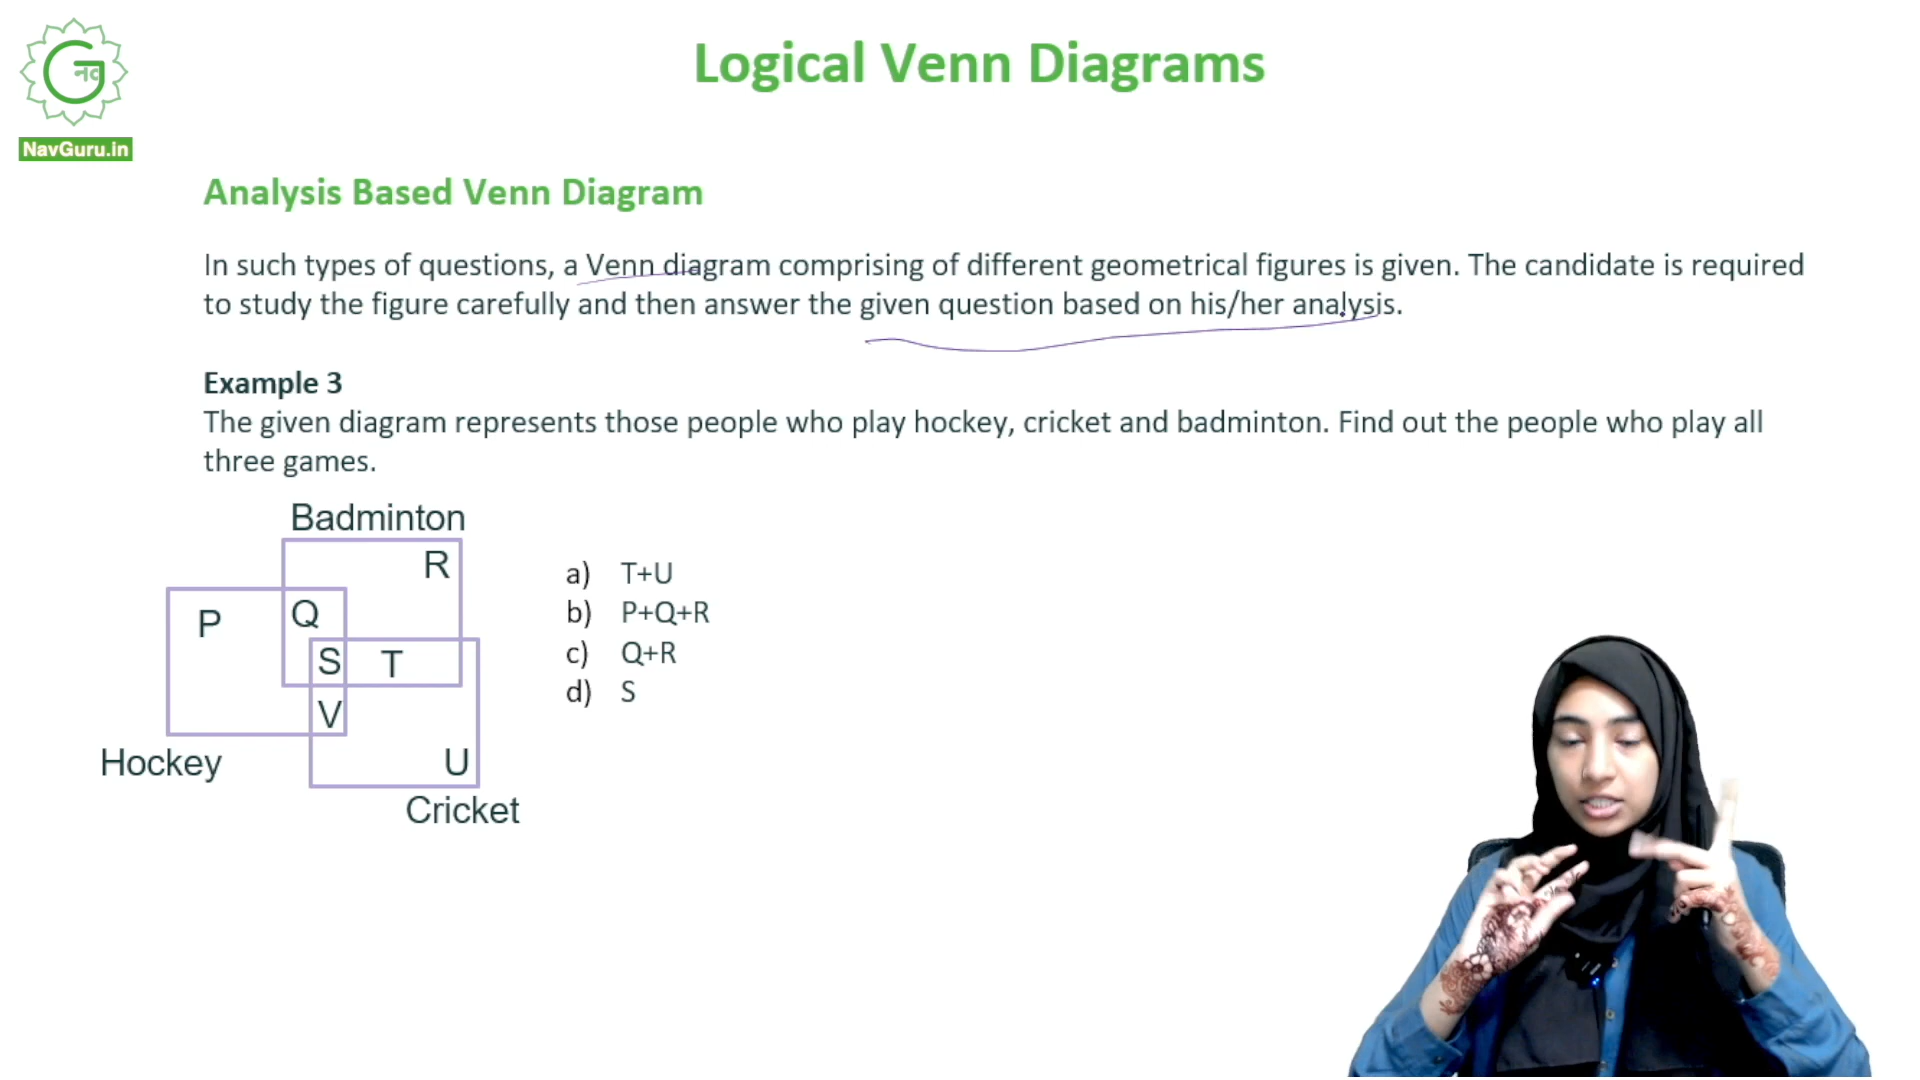 Logical Venn Diagrams
नव
NavGuru.in
Analysis Based Venn Diagram
In such types of questions, a Venn diagram comprising of different geometrical figures is given. The candidate is required
to study the figure carefully and then answer the given question based on his/her analysis.
Example 3
The given diagram represents those people who play hockey, cricket and badminton. Find out the people who play all
three games.
Badminton
R
P
Q
S
T
V
U
Hockey
Cricket
a) T+U
b) P+Q+R
c) Q+R
d) S